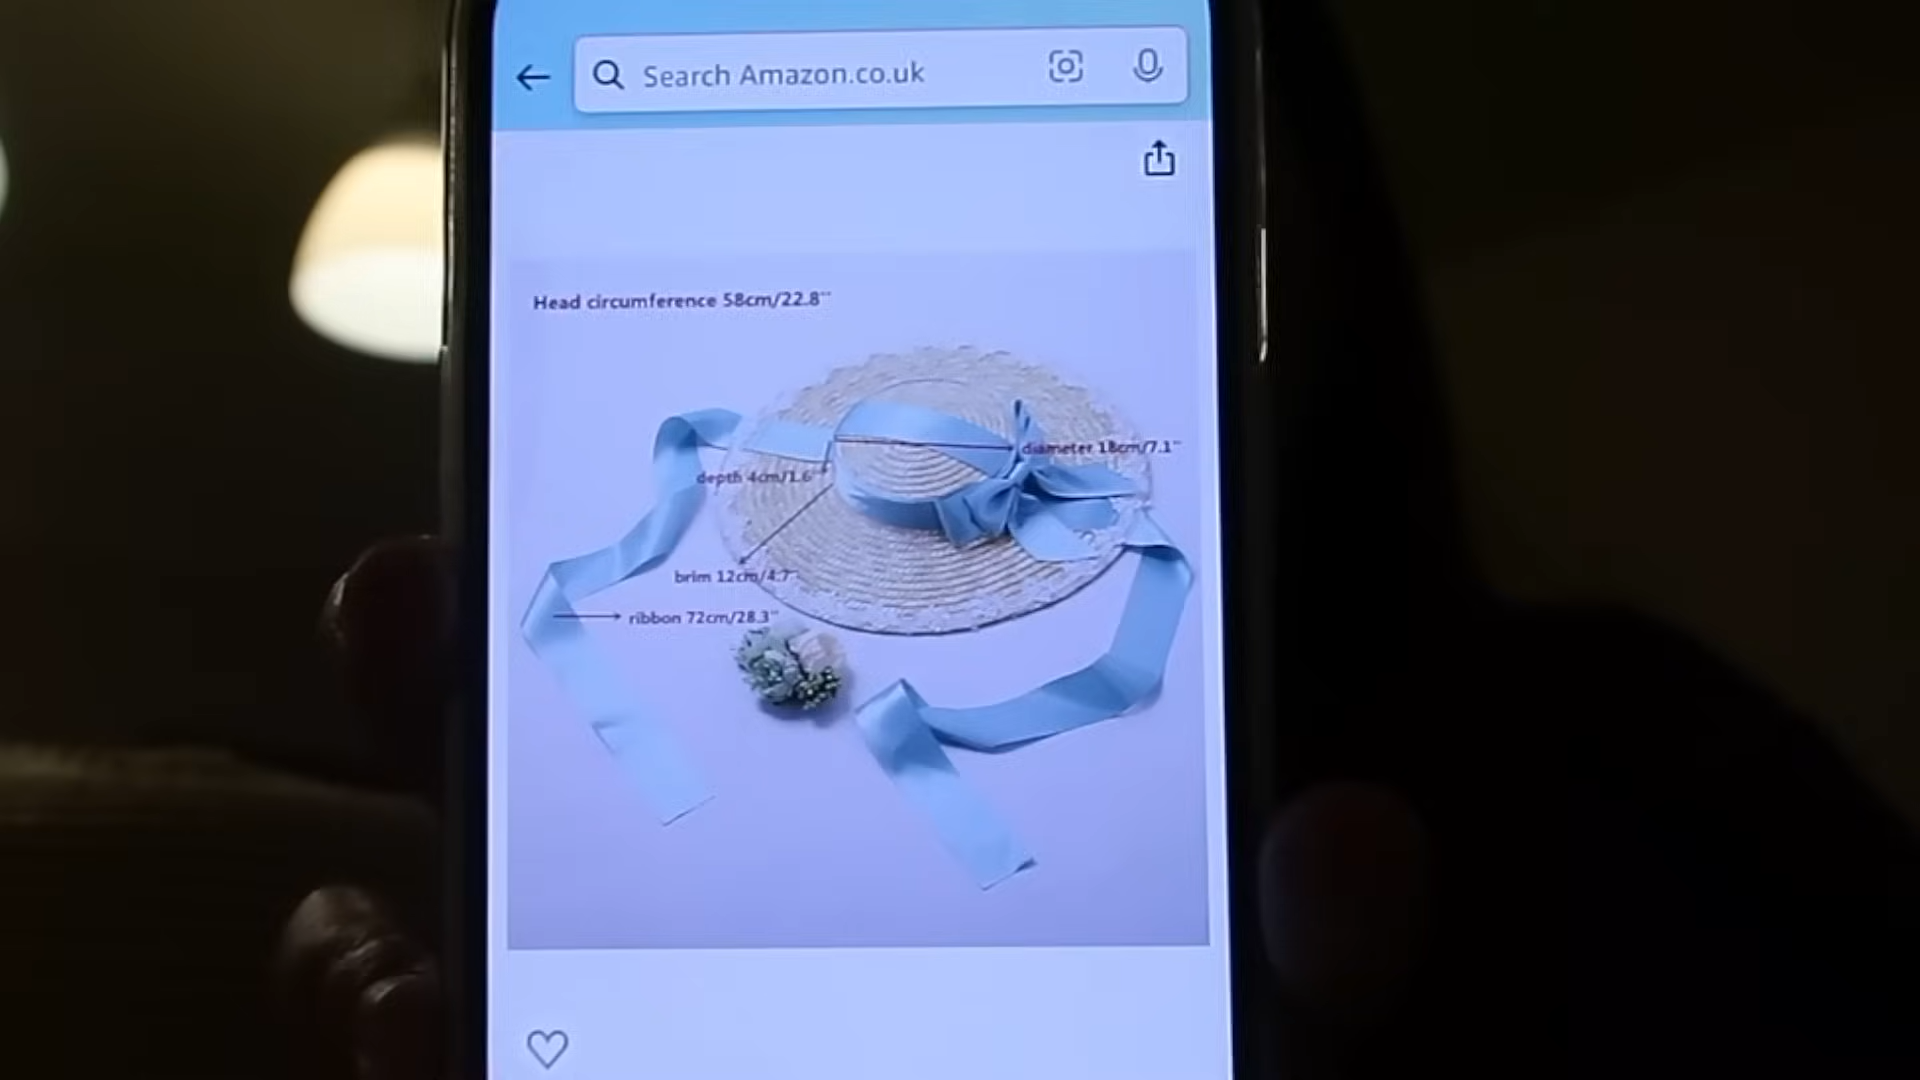 Search Amazon.co.uk
Head circumference 58cm/22.8"
diameter 18cm/7.1"
depth 4cm/1.6"
brim 12cm/4.7"
ribbon 72cm/28.3"